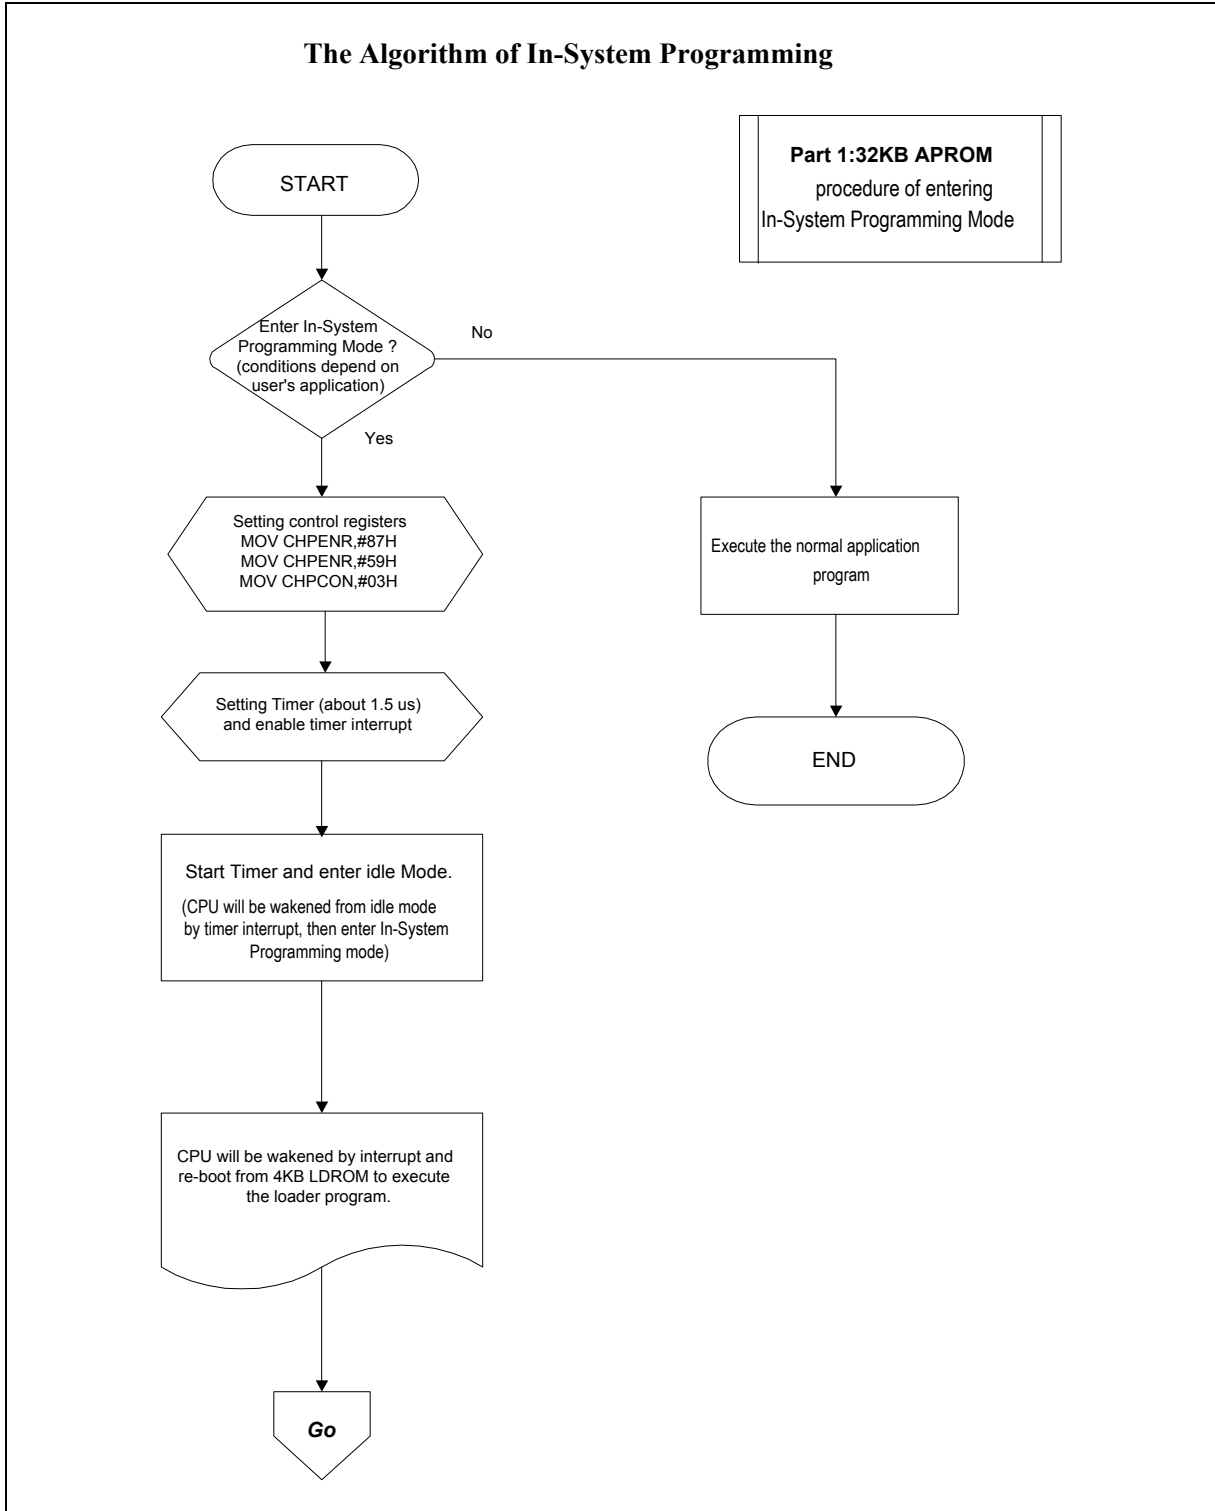 The Algorithm of In-System Programming
Part 1:32KB APROM
procedure of entering
In-System Programming Mode
START
Enter In-System
Programming Mode ?
(conditions depend on
user's application)
No
Yes
Setting control registers
MOV CHPENR,#87H
MOV CHPENR,#59H
MOV CHPCON,#03H
Execute the normal application
program
Setting Timer (about 1.5 us)
and enable timer interrupt
END
Start Timer and enter idle Mode.
(CPU will be wakened from idle mode
by timer interrupt, then enter In-System
Programming mode)
CPU will be wakened by interrupt and
re-boot from 4KB LDROM to execute
the loader program.
Go